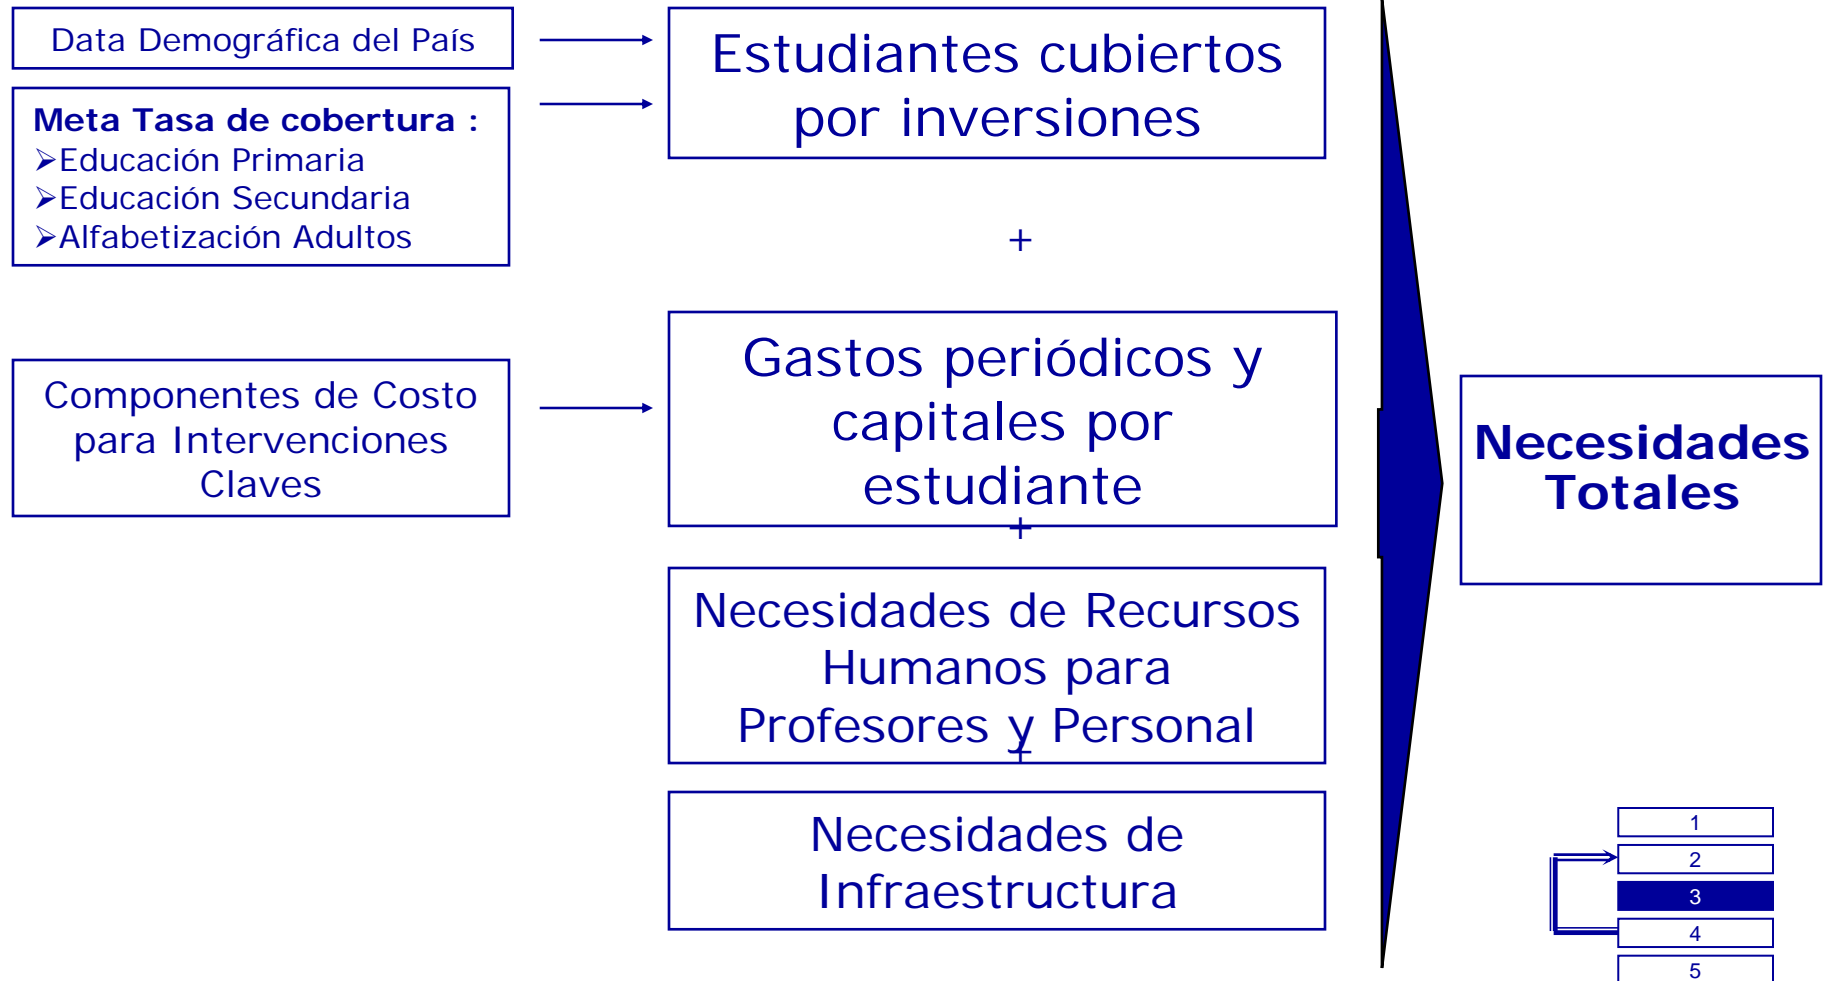 Data Demográfica del País
Meta Tasa de cobertura :
➢Educación Primaria
➢Educación Secundaria
➢Alfabetización Adultos
Componentes de Costo
para Intervenciones
Claves
Estudiantes cubiertos
por inversiones
+
Gastos periódicos y
capitales por
estudiante
+
Necesidades de Recursos
Humanos para
Profesores y Personal
+
Necesidades de
Infraestructura
Necesidades
Totales
1
2
3
4
5